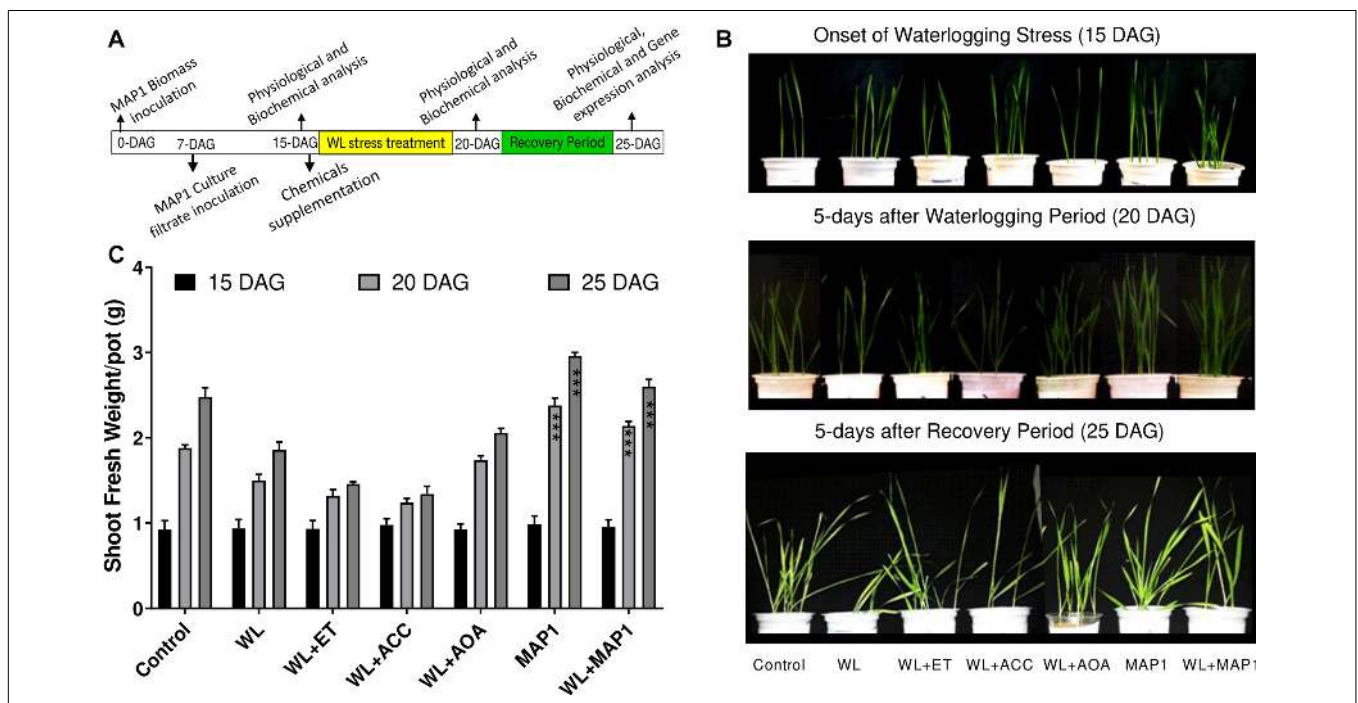 A
MAP1 Biomass
inoculation
Physiological and
Biochemical analysis
Physiological and
Biochemical analysis
Physiological,
Biochemical and Gene
expression analysis
0-DAG
7-DAG
15-DAG
WL stress treatment
20-DAG
Recovery Period
25-DAG
MAP1 Culture
filtrate inoculation
Chemicals
supplementation
B
Onset of Waterlogging Stress (15 DAG)
5-days after Waterlogging Period (20 DAG)
5-days after Recovery Period (25 DAG)
Control WL WL+ET WL+ACC WL+AOA MAP1 WL+MAP1
C
Shoot Fresh Weight/pot (g)
4
3
2
1
0
15 DAG 20 DAG 25 DAG
***
***
***
***
Control
WL
WL+ET
WL+ACC
WL+AOA
MAP1
WL+MAP1